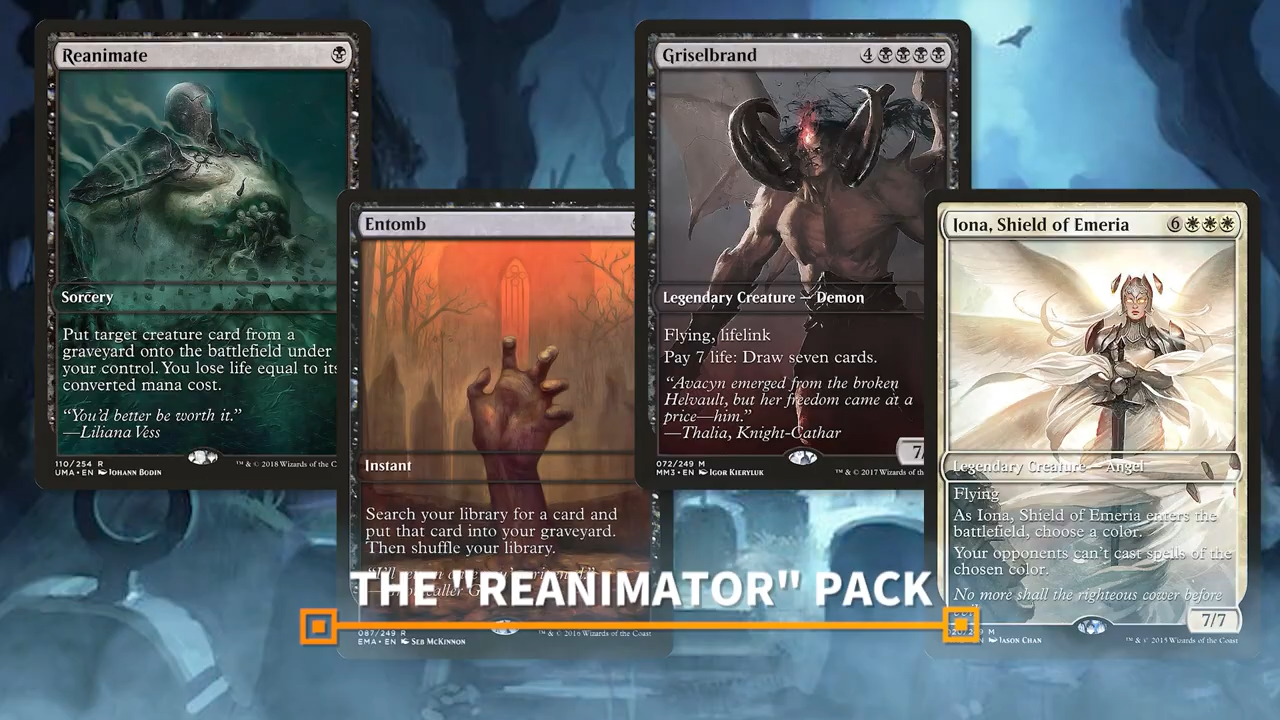 Reanimate
Sorcery
Put target creature card from a
graveyard onto the battlefield under
your control. You lose life equal to its
converted mana cost.
“You’d better be worth it.”
—Liliana Vess
110/254 R
UMA • EN Johann Bodin
™ & © 2018 Wizards of the C
Entomb
Instant
Search your library for a card and
put that card into your graveyard.
Then shuffle your library.
087/249 R
EMA • EN Seb McKinnon
™ & © 2016 Wizards of the Coast
Griselbrand
4
Legendary Creature — Demon
Flying, lifelink
Pay 7 life: Draw seven cards.
“Avacyn emerged from the broken
Helvault, but her freedom came at a
price—him.”
—Thalia, Knight-Cathar
7/
072/249 M
MM3 • EN Igor Kieryluk
™ & © 2017 Wizards of the C
Iona, Shield of Emeria
6
Legendary Creature — Angel
Flying
As Iona, Shield of Emeria enters the
battlefield, choose a color.
Your opponents can’t cast spells of the
chosen color.
No more shall the righteous cower before
7/7
M
Jason Chan
™ & © 2015 Wizards of the Coast
THE "REANIMATOR" PACK